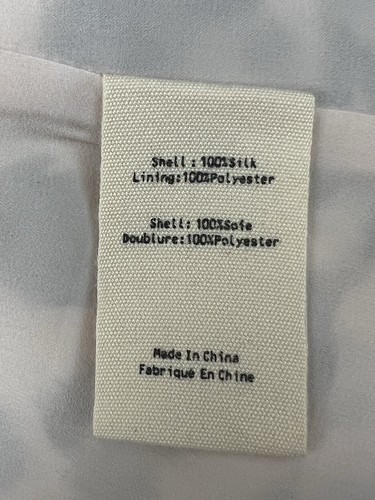 Shell : 100%Silk
Lining:100%Polyester
Shell: 100%Soie
Doublure:100%Polyester
Made In China
Fabrique En Chine